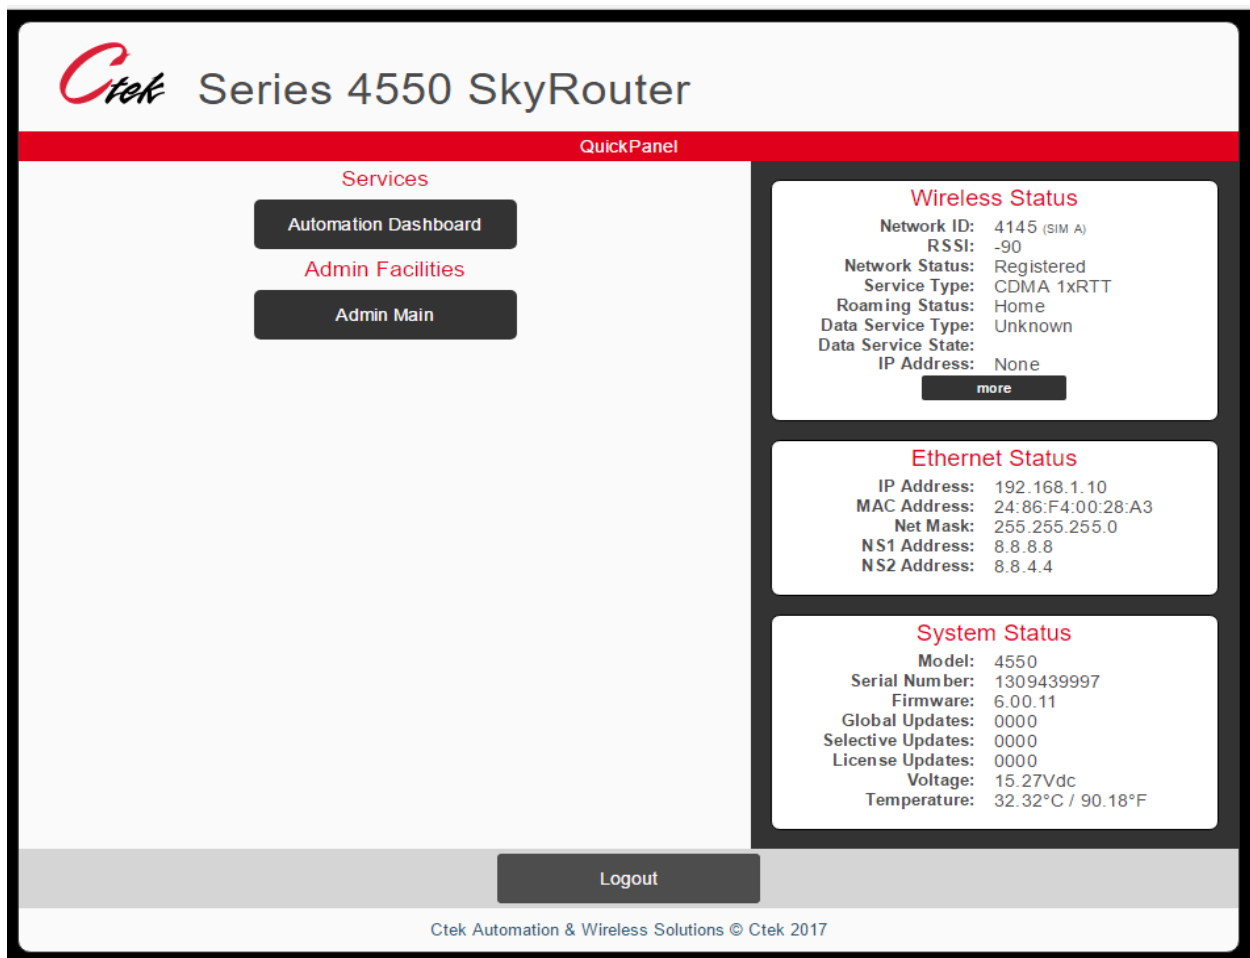 Ctek
Series 4550 SkyRouter
QuickPanel
Services
Automation Dashboard
Admin Facilities
Admin Main
Wireless Status
Network ID: 4145 (SIM A)
RSSI: -90
Network Status: Registered
Service Type: CDMA 1xRTT
Roaming Status: Home
Data Service Type: Unknown
Data Service State:
IP Address: None
more
Ethernet Status
IP Address: 192.168.1.10
MAC Address: 24:86:F4:00:28:A3
Net Mask: 255.255.255.0
NS1 Address: 8.8.8.8
NS2 Address: 8.8.4.4
System Status
Model: 4550
Serial Number: 1309439997
Firmware: 6.00.11
Global Updates: 0000
Selective Updates: 0000
License Updates: 0000
Voltage: 15.27Vdc
Temperature: 32.32°C / 90.18°F
Logout
Ctek Automation & Wireless Solutions © Ctek 2017